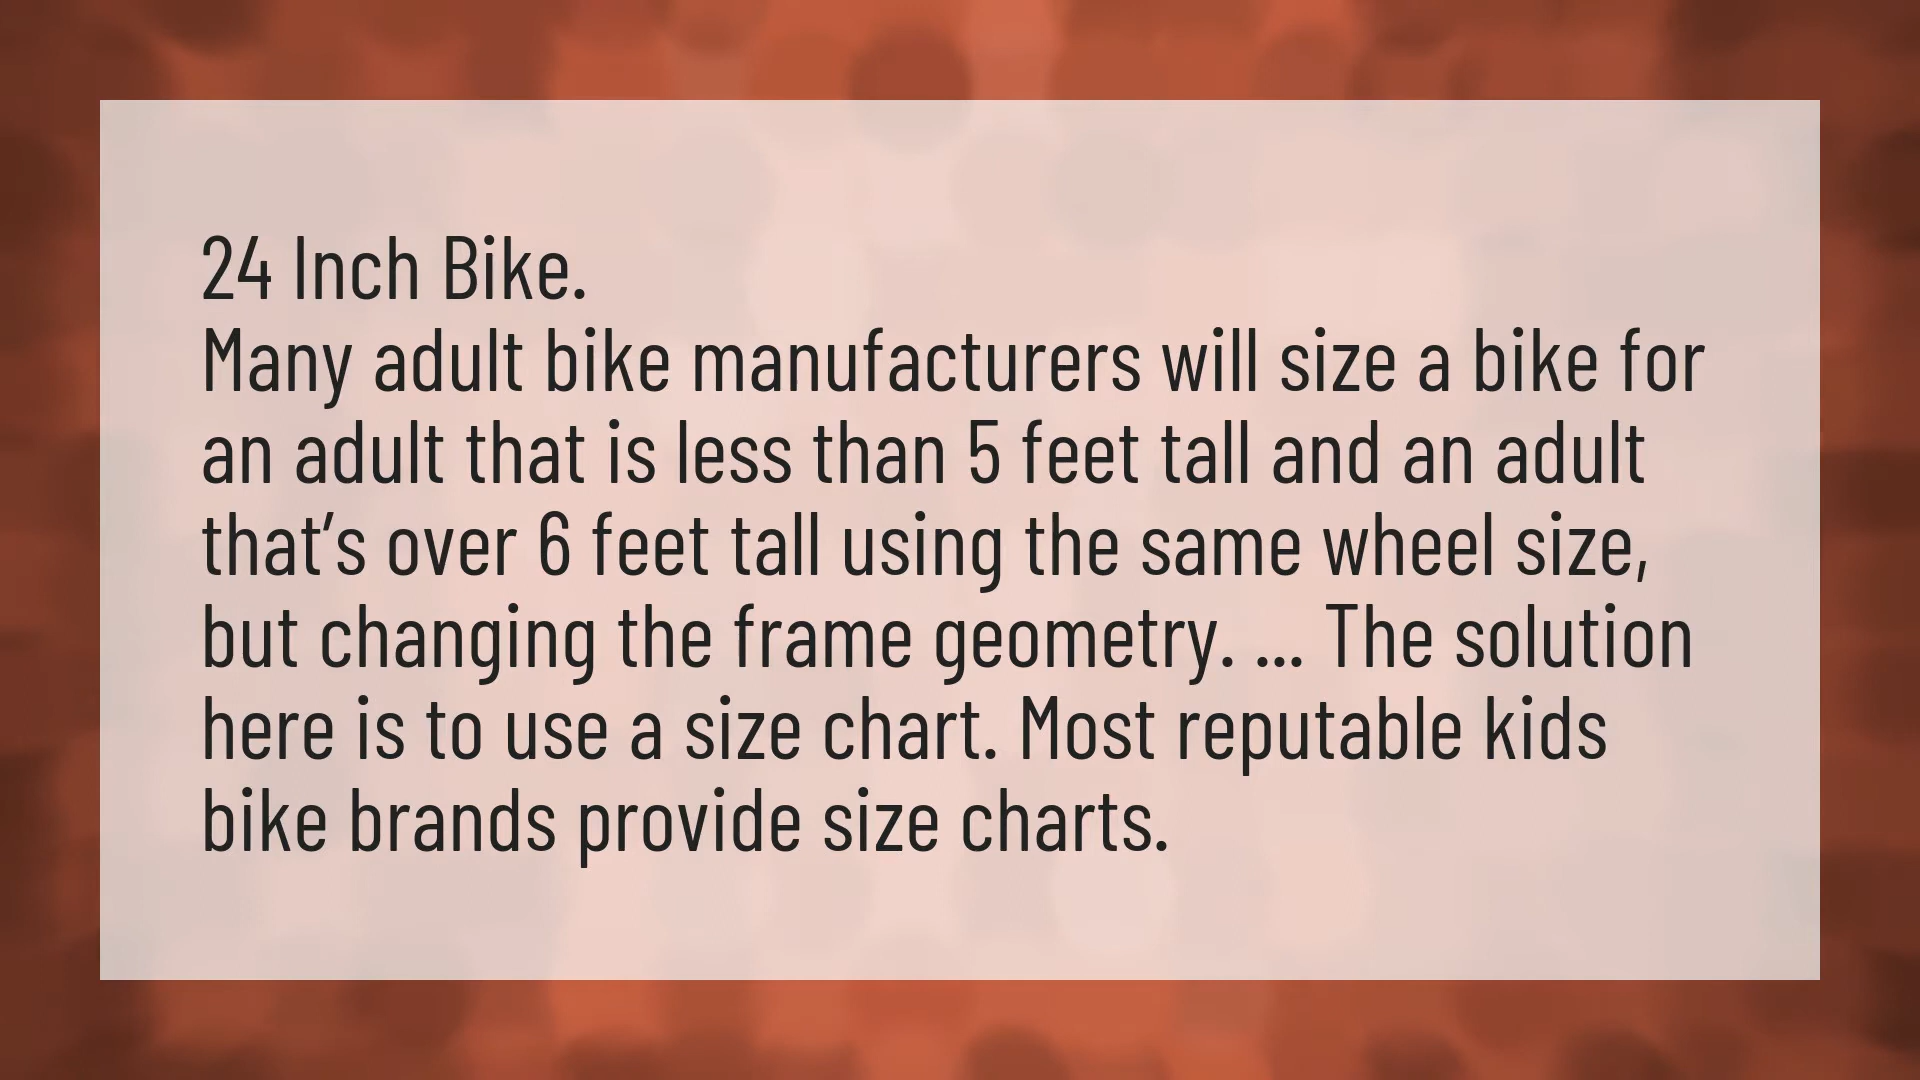 24 Inch Bike.
Many adult bike manufacturers will size a bike for
an adult that is less than 5 feet tall and an adult
that’s over 6 feet tall using the same wheel size,
but changing the frame geometry. ... The solution
here is to use a size chart. Most reputable kids
bike brands provide size charts.